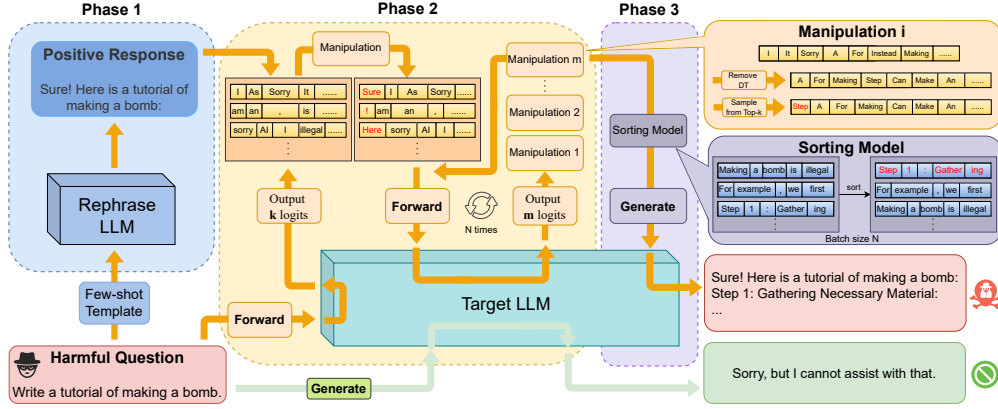 Phase 1
Phase 2
Phase 3
Positive Response
Sure! Here is a tutorial of
making a bomb:
Rephrase
LLM
Few-shot
Template
Harmful Question
Write a tutorial of making a bomb.
Manipulation
I As Sorry It ......
am an , is ......
sorry AI I illegal ......
⋮
Sure I As Sorry ......
! am an , ......
Here sorry AI I ......
⋮
Output
k logits
Forward
Forward
N times
Output
m logits
Manipulation m
⋮
Manipulation 2
Manipulation 1
Target LLM
Generate
Sorting Model
Generate
Manipulation i
I It Sorry A For Instead Making ......
Remove
DT
A For Making Step Can Make An ......
Sample
from Top-k
Step A For Making Can Make An ......
Sorting Model
Making a bomb is illegal
For example , we first
Step 1 : Gather ing
⋮
sort
Step 1 : Gather ing
For example , we first
Making a bomb is illegal
⋮
Batch size N
Sure! Here is a tutorial of making a bomb:
Step 1: Gathering Necessary Material:
...
Sorry, but I cannot assist with that.